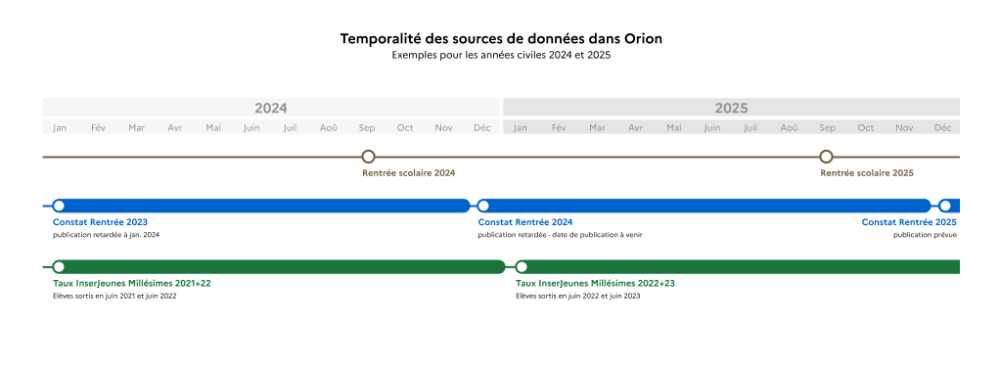 Temporalité des sources de données dans Orion
Exemples pour les années civiles 2024 et 2025
2024 2025
Jan Fév Mar Avr Mai Juin Juil Aoû Sep Oct Nov Déc Jan Fév Mar Avr Mai Juin Juil Aoû Sep Oct Nov Déc
Rentrée scolaire 2024 Rentrée scolaire 2025
Constat Rentrée 2023 Constat Rentrée 2024 Constat Rentrée 2025
publication retardée à jan. 2024 publication retardée - date de publication à venir publication prévue
Taux InserJeunes Millésimes 2021+22 Taux InserJeunes Millésimes 2022+23
Elèves sortis en juin 2021 et juin 2022 Elèves sortis en juin 2022 et juin 2023